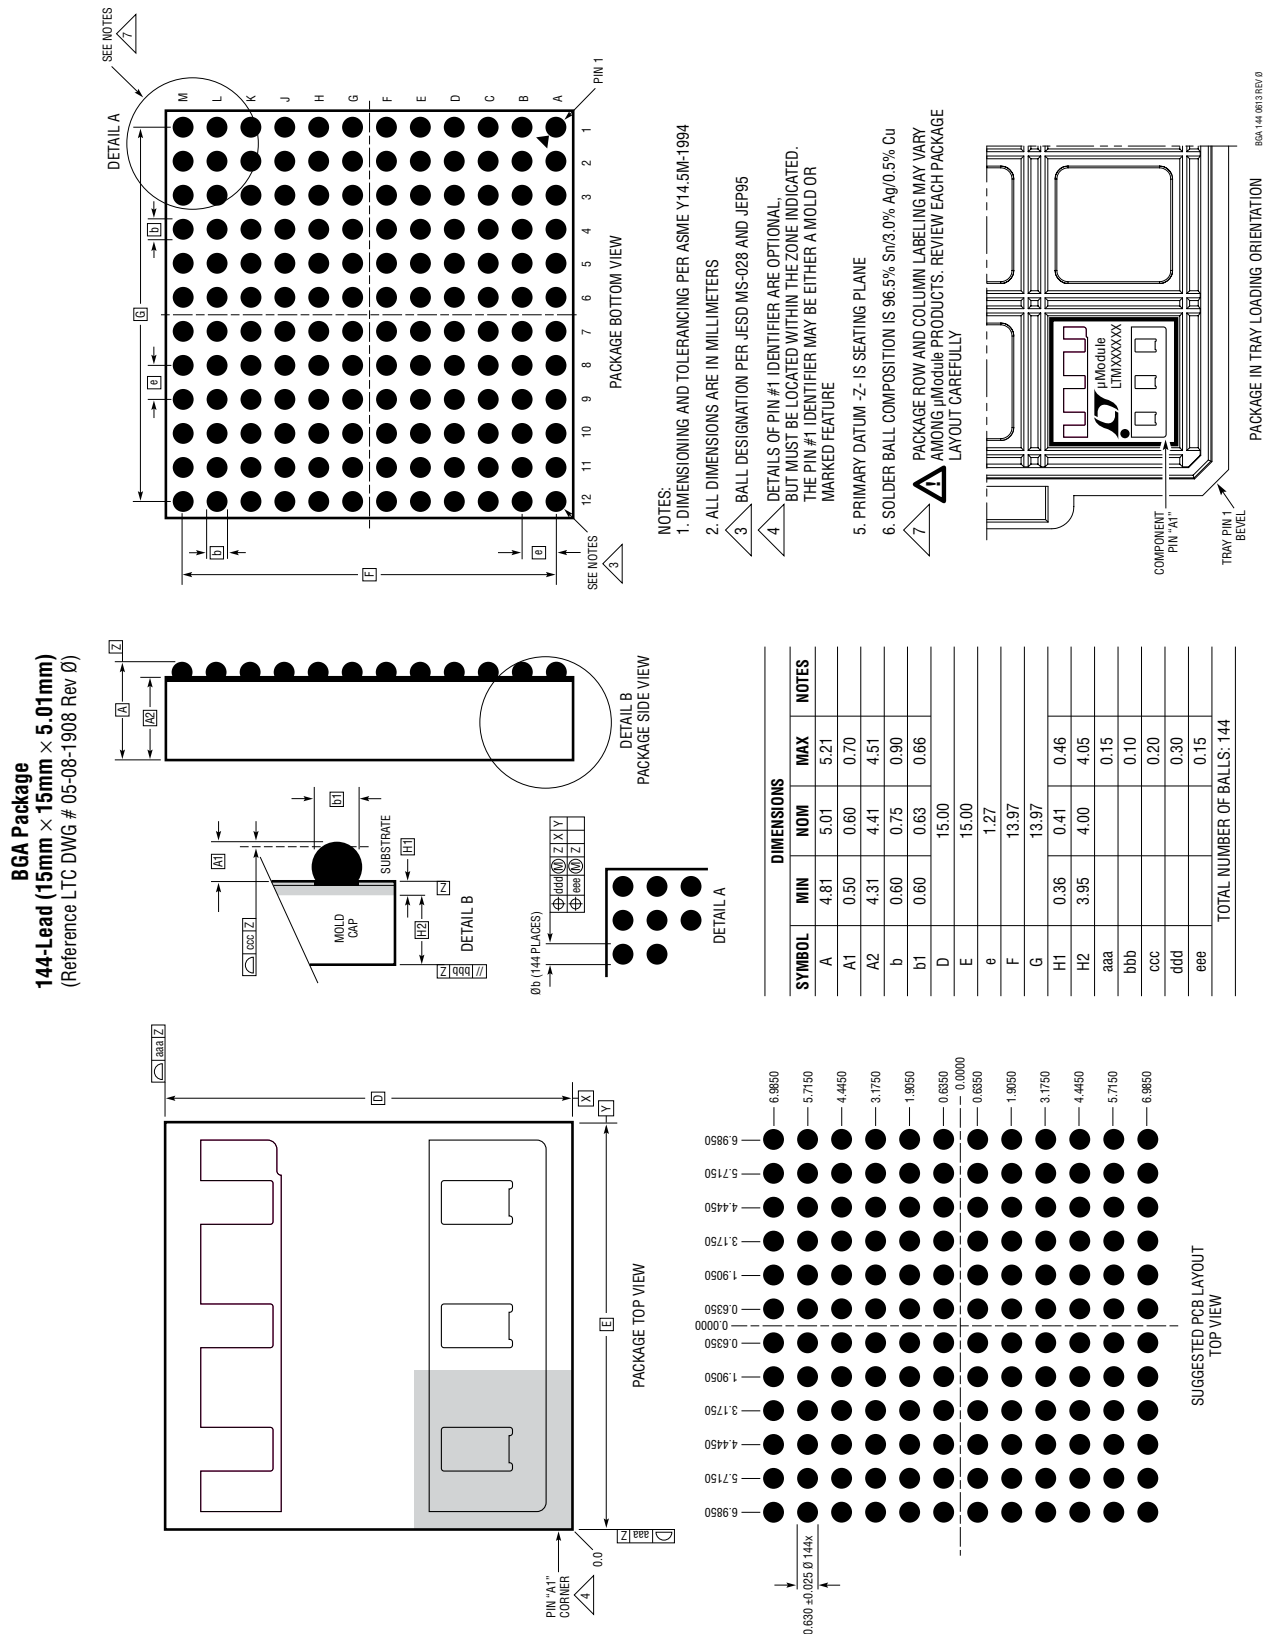 BGA Package
144-Lead (15mm × 15mm × 5.01mm)
(Reference LTC DWG # 05-08-1908 Rev Ø)
aaa Z
D
X
Y
E
aaa Z
PIN “A1”
CORNER
4
0.0
PACKAGE TOP VIEW
A1
ccc Z
b1
MOLD
CAP
SUBSTRATE
H1
H2
Z
bbb Z
//
DETAIL B
A
A2
Z
DETAIL B
PACKAGE SIDE VIEW
Øb (144 PLACES)
ddd M Z X Y
eee M Z
DETAIL A
SEE NOTES
7
DETAIL A
G
e
b
M
L
K
J
H
G
F
E
D
C
B
A
PIN 1
12
11
10
9
8
7
6
5
4
3
2
1
b
F
e
SEE NOTES
3
PACKAGE BOTTOM VIEW
0.630 ±0.025 Ø 144x
6.9850
5.7150
4.4450
3.1750
1.9050
0.6350
0.0000
0.6350
1.9050
3.1750
4.4450
5.7150
6.9850
6.9850
5.7150
4.4450
3.1750
1.9050
0.6350
0.0000
0.6350
1.9050
3.1750
4.4450
5.7150
6.9850
SUGGESTED PCB LAYOUT
TOP VIEW
DIMENSIONS
SYMBOL MIN NOM MAX NOTES
A 4.81 5.01 5.21
A1 0.50 0.60 0.70
A2 4.31 4.41 4.51
b 0.60 0.75 0.90
b1 0.60 0.63 0.66
D 15.00
E 15.00
e 1.27
F 13.97
G 13.97
H1 0.36 0.41 0.46
H2 3.95 4.00 4.05
aaa 0.15
bbb 0.10
ccc 0.20
ddd 0.30
eee 0.15
TOTAL NUMBER OF BALLS: 144
NOTES:
1. DIMENSIONING AND TOLERANCING PER ASME Y14.5M-1994
2. ALL DIMENSIONS ARE IN MILLIMETERS
3 BALL DESIGNATION PER JESD MS-028 AND JEP95
4 DETAILS OF PIN #1 IDENTIFIER ARE OPTIONAL,
BUT MUST BE LOCATED WITHIN THE ZONE INDICATED.
THE PIN #1 IDENTIFIER MAY BE EITHER A MOLD OR
MARKED FEATURE
5. PRIMARY DATUM -Z- IS SEATING PLANE
6. SOLDER BALL COMPOSITION IS 96.5% Sn/3.0% Ag/0.5% Cu
7 ! PACKAGE ROW AND COLUMN LABELING MAY VARY
AMONG µModule PRODUCTS. REVIEW EACH PACKAGE
LAYOUT CAREFULLY
µModule
LTMXXXXXX
COMPONENT
PIN “A1”
TRAY PIN 1
BEVEL
PACKAGE IN TRAY LOADING ORIENTATION
BGA 144 0613 REV Ø